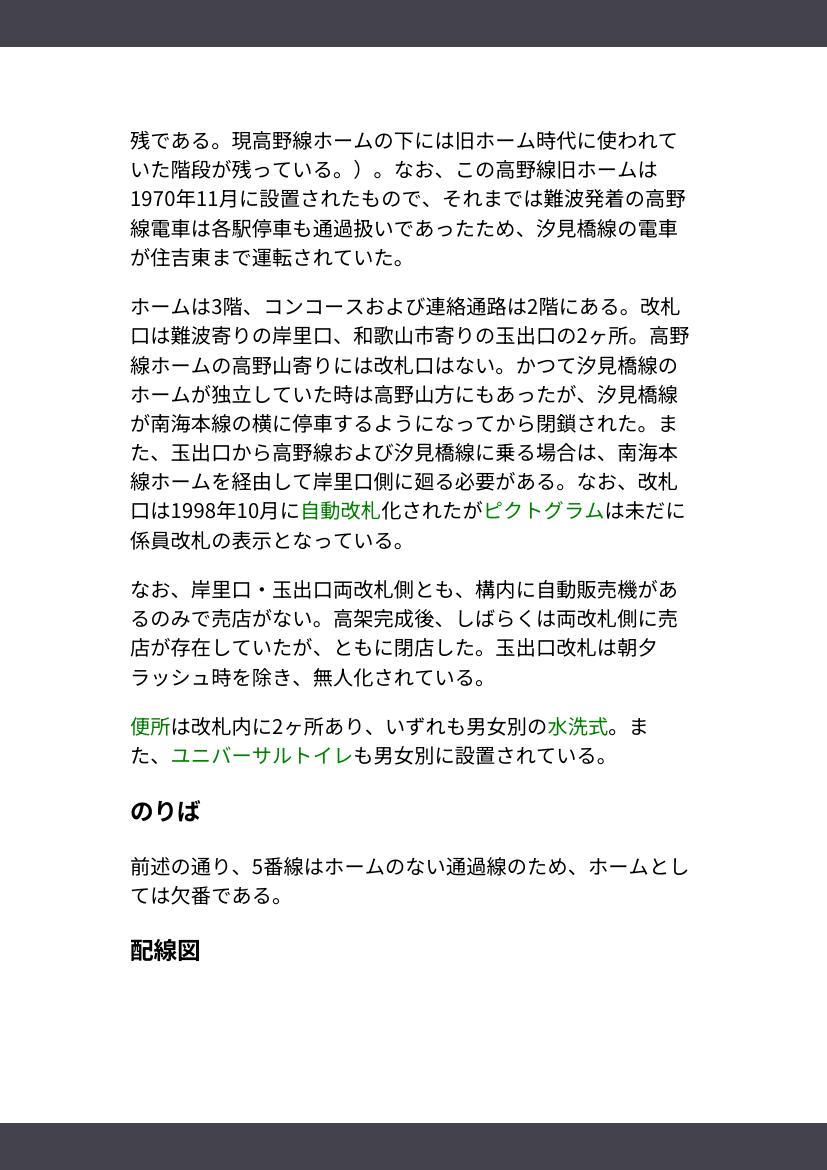 残である。現高野線ホームの下には旧ホーム時代に使われて
いた階段が残っている。）。なお、この高野線旧ホームは
1970年11月に設置されたもので、それまでは難波発着の高野
線電車は各駅停車も通過扱いであったため、汐見橋線の電車
が住吉東まで運転されていた。
ホームは3階、コンコースおよび連絡通路は2階にある。改札
口は難波寄りの岸里口、和歌山市寄りの玉出口の2ヶ所。高野
線ホームの高野山寄りには改札口はない。かつて汐見橋線の
ホームが独立していた時は高野山方にもあったが、汐見橋線
が南海本線の横に停車するようになってから閉鎖された。ま
た、玉出口から高野線および汐見橋線に乗る場合は、南海本
線ホームを経由して岸里口側に廻る必要がある。なお、改札
口は1998年10月に自動改札化されたがピクトグラムは未だに
係員改札の表示となっている。
なお、岸里口・玉出口両改札側とも、構内に自動販売機があ
るのみで売店がない。高架完成後、しばらくは両改札側に売
店が存在していたが、ともに閉店した。玉出口改札は朝夕
ラッシュ時を除き、無人化されている。
便所は改札内に2ヶ所あり、いずれも男女別の水洗式。ま
た、ユニバーサルトイレも男女別に設置されている。
のりば
前述の通り、5番線はホームのない通過線のため、ホームとし
ては欠番である。
配線図